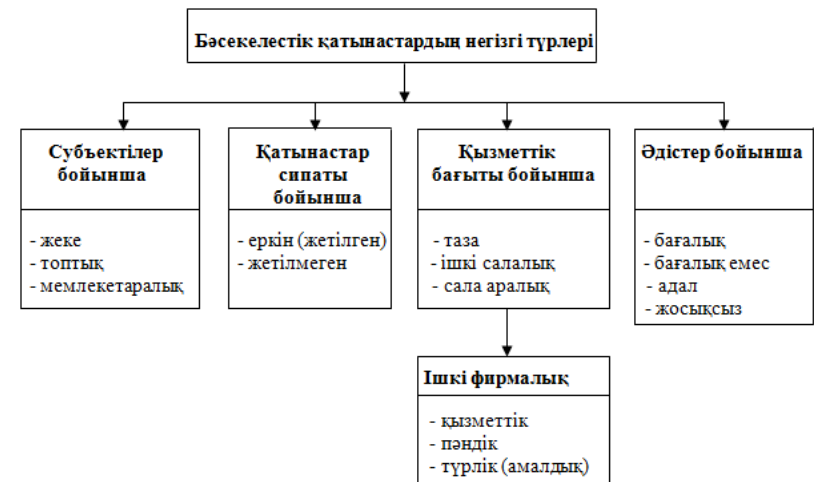 Бәсекелестік қатынастардың негізгі түрлері
Субъектілер
бойынша
- жеке
- топтық
- мемлекетаралық
Қатынастар
сипаты
бойынша
- еркін (жетілген)
- жетілмеген
Қызметтік
бағыты бойынша
- таза
- ішкі салалық
- сала аралық
Әдістер бойынша
- бағалық
- бағалық емес
- адал
- жосықсыз
Ішкі фирмалық
- қызметтік
- пәндік
- түрлік (амалдық)